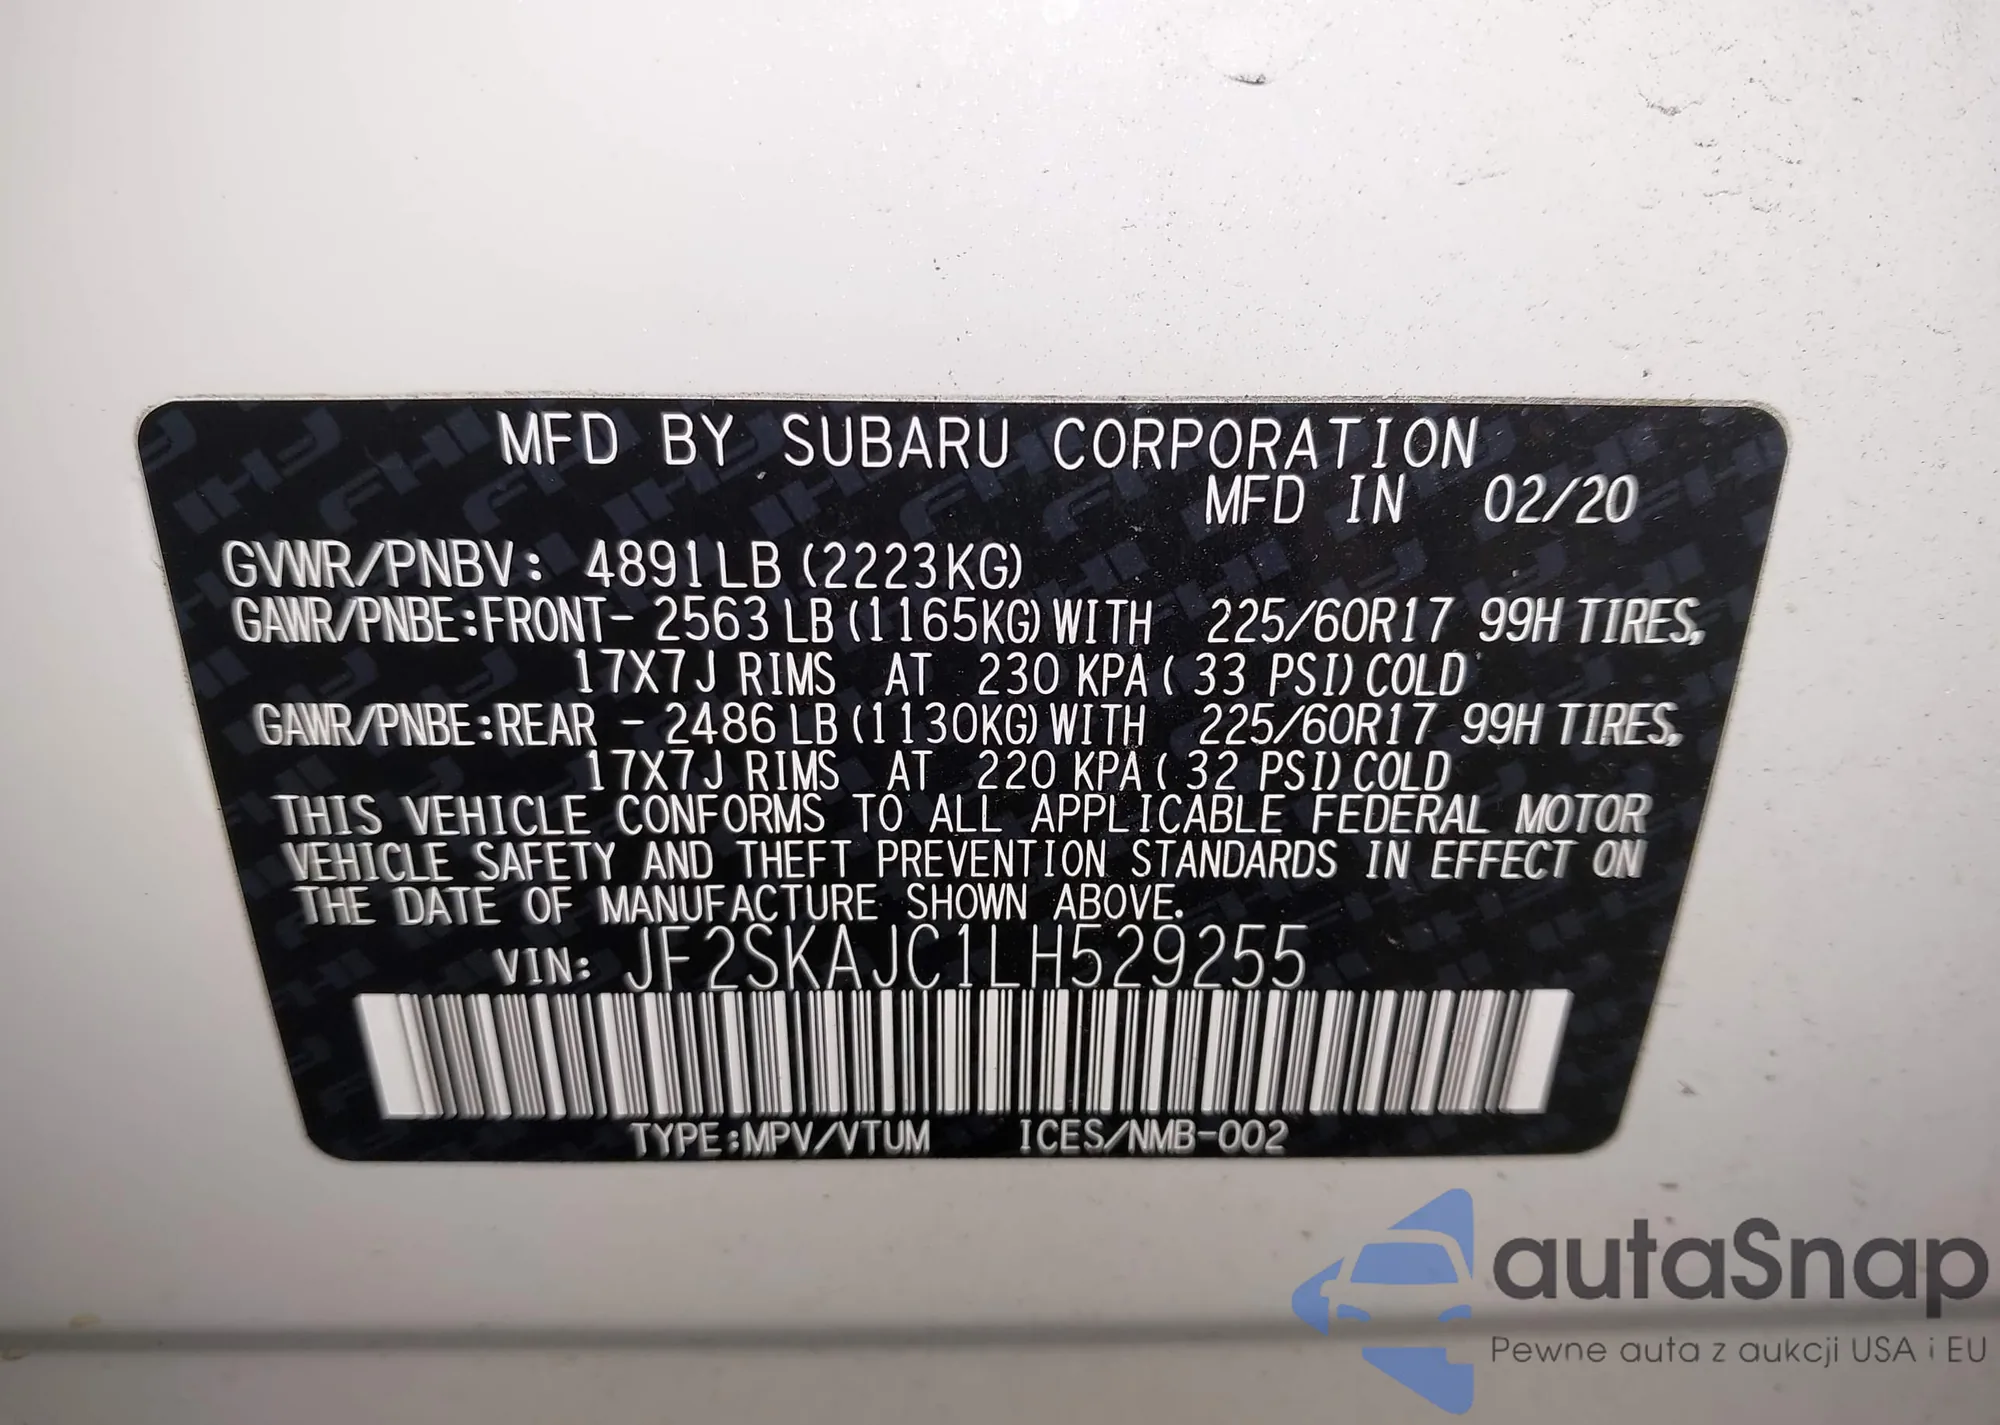 MFD BY SUBARU CORPORATION
MFD IN 02/20
GVWR/PNBV: 4891LB (2223KG)
GAWR/PNBE:FRONT- 2563 LB (1165KG) WITH 225/60R17 99H TIRES,
17X7J RIMS AT 230 KPA ( 33 PSI) COLD
GAWR/PNBE:REAR - 2486 LB (1130KG) WITH 225/60R17 99H TIRES,
17X7J RIMS AT 220 KPA ( 32 PSI) COLD
THIS VEHICLE CONFORMS TO ALL APPLICABLE FEDERAL MOTOR
VEHICLE SAFETY AND THEFT PREVENTION STANDARDS IN EFFECT ON
THE DATE OF MANUFACTURE SHOWN ABOVE.
VIN: JF2SKAJC1LH529255
TYPE:MPV/VTUM ICES/NMB-002
autaSnap
Pewne auta z aukcji USA i EU